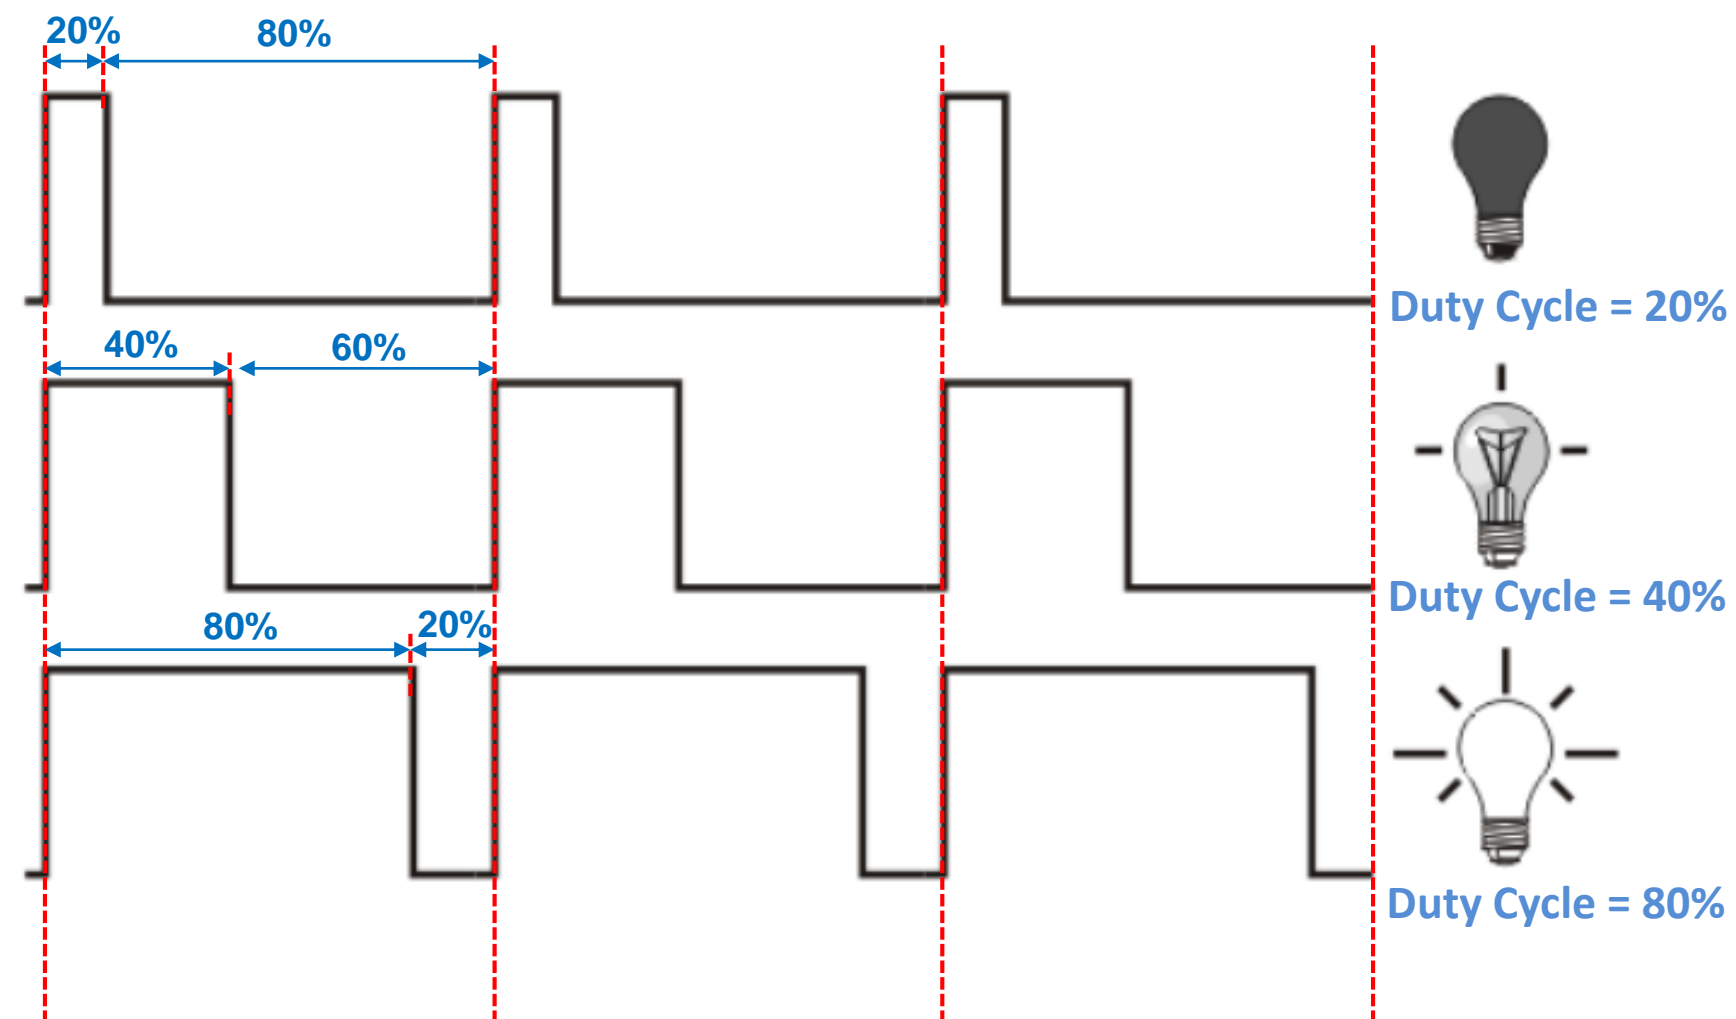 20% 80%
Duty Cycle = 20%
40% 60%
Duty Cycle = 40%
80% 20%
Duty Cycle = 80%